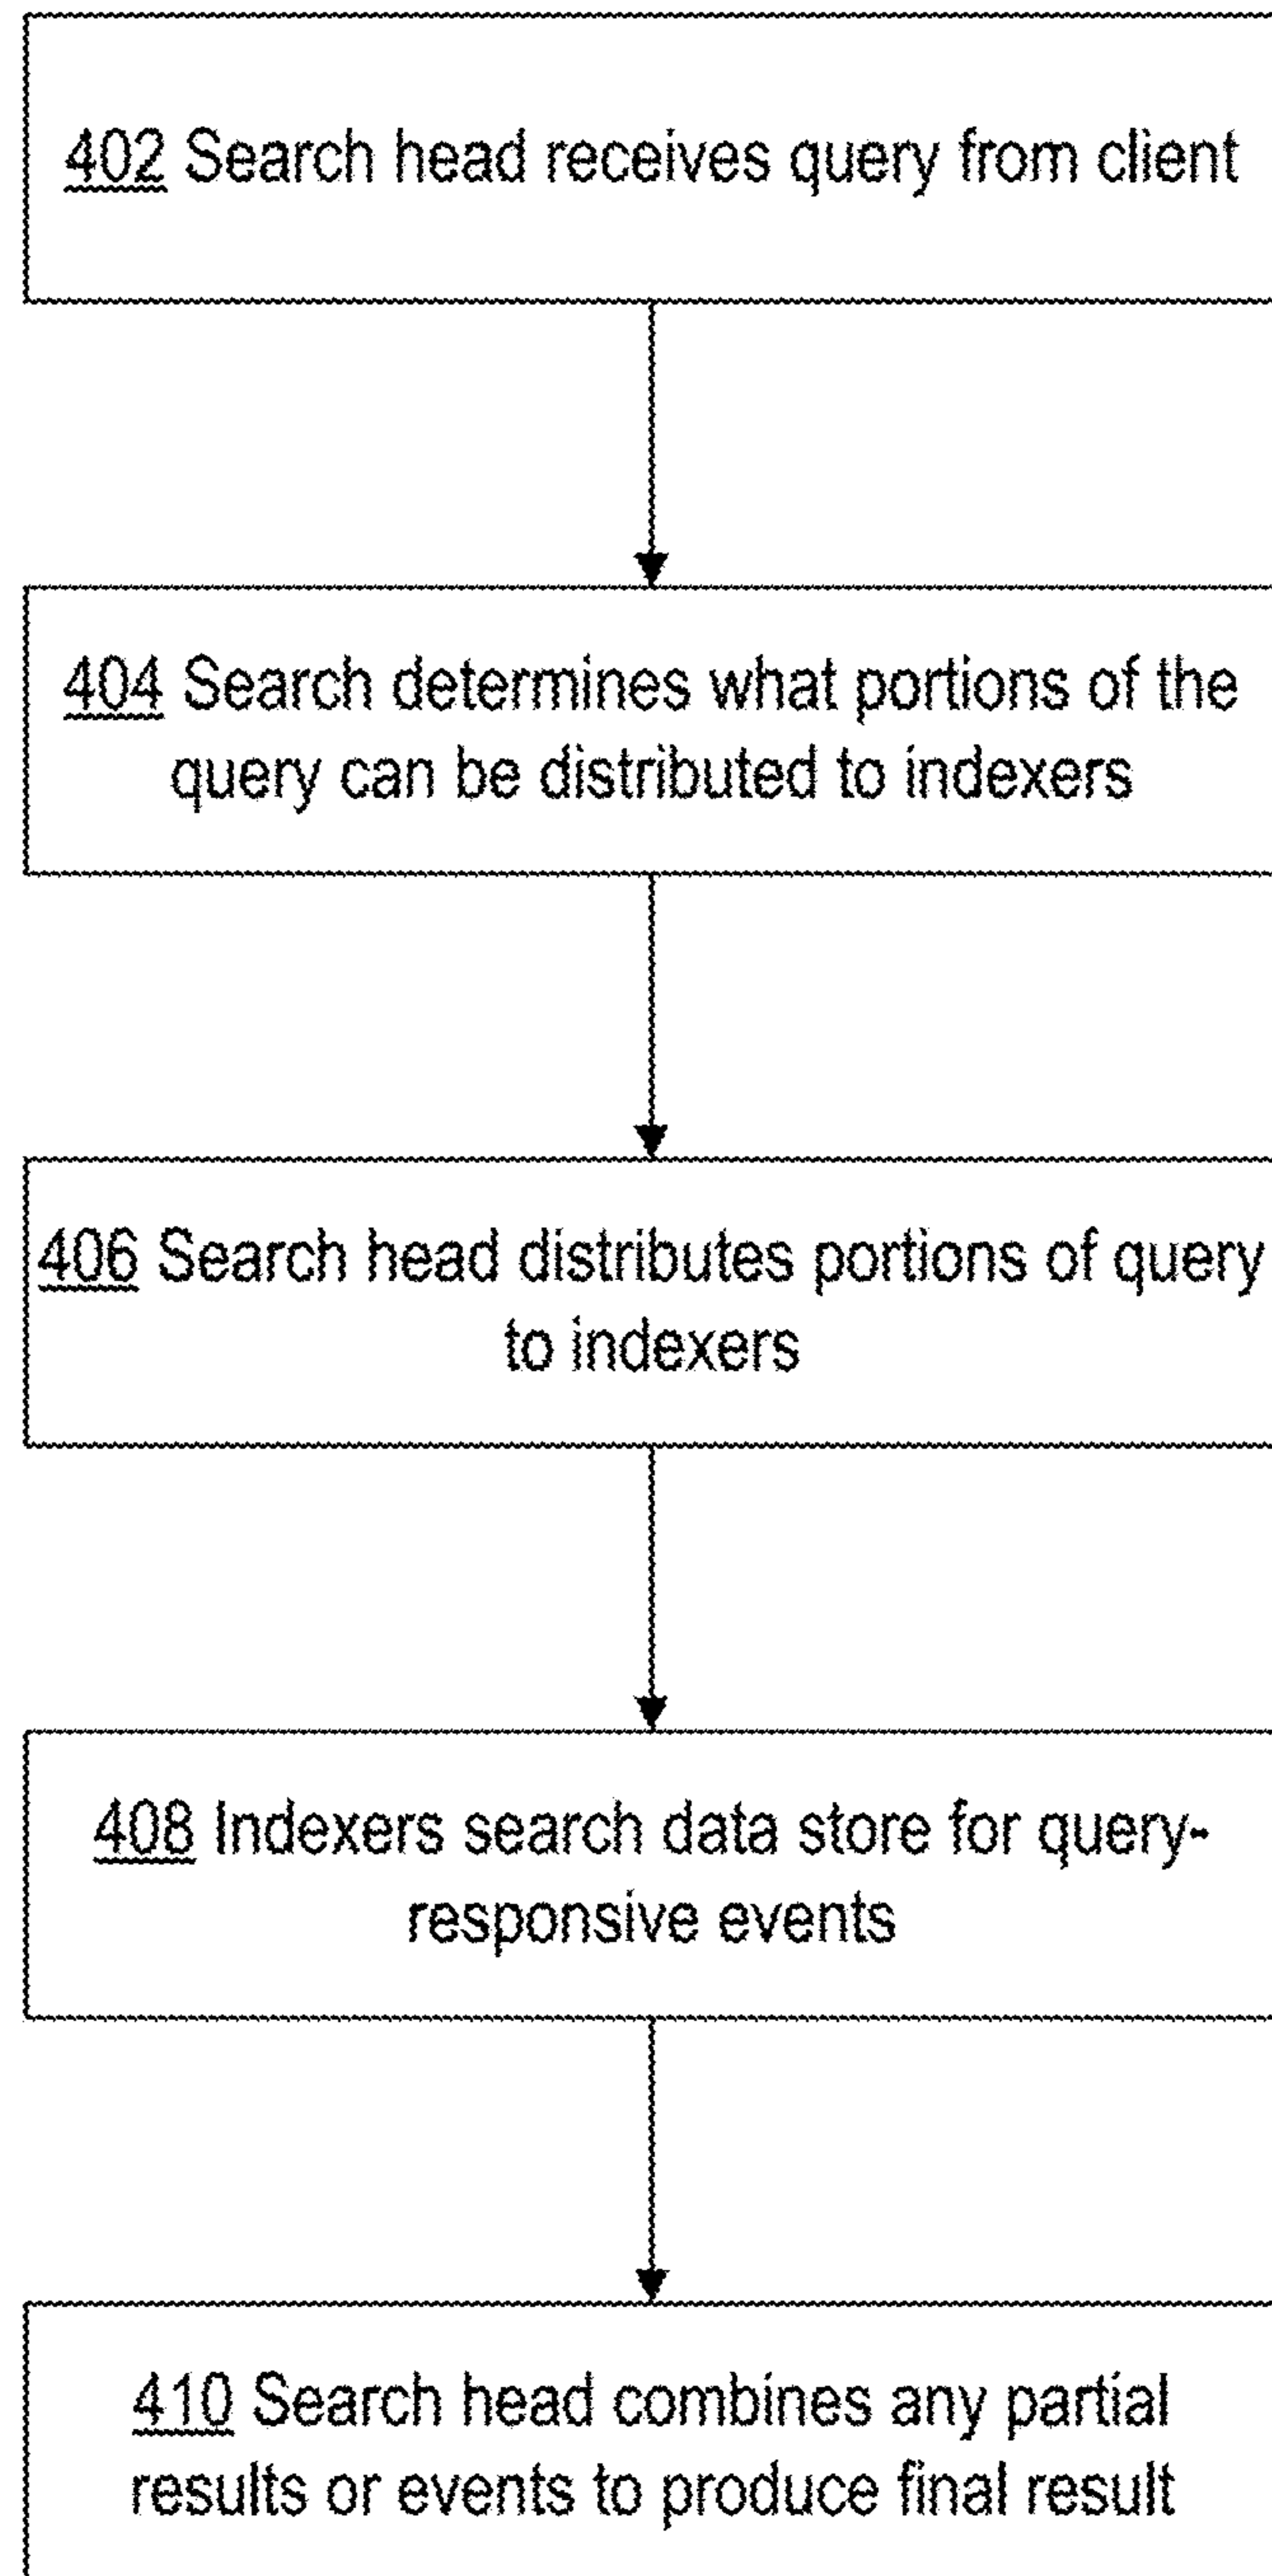 402 Search head receives query from client
404 Search determines what portions of the
query can be distributed to indexers
406 Search head distributes portions of query
to indexers
408 Indexers search data store for query-
responsive events
410 Search head combines any partial
results or events to produce final result